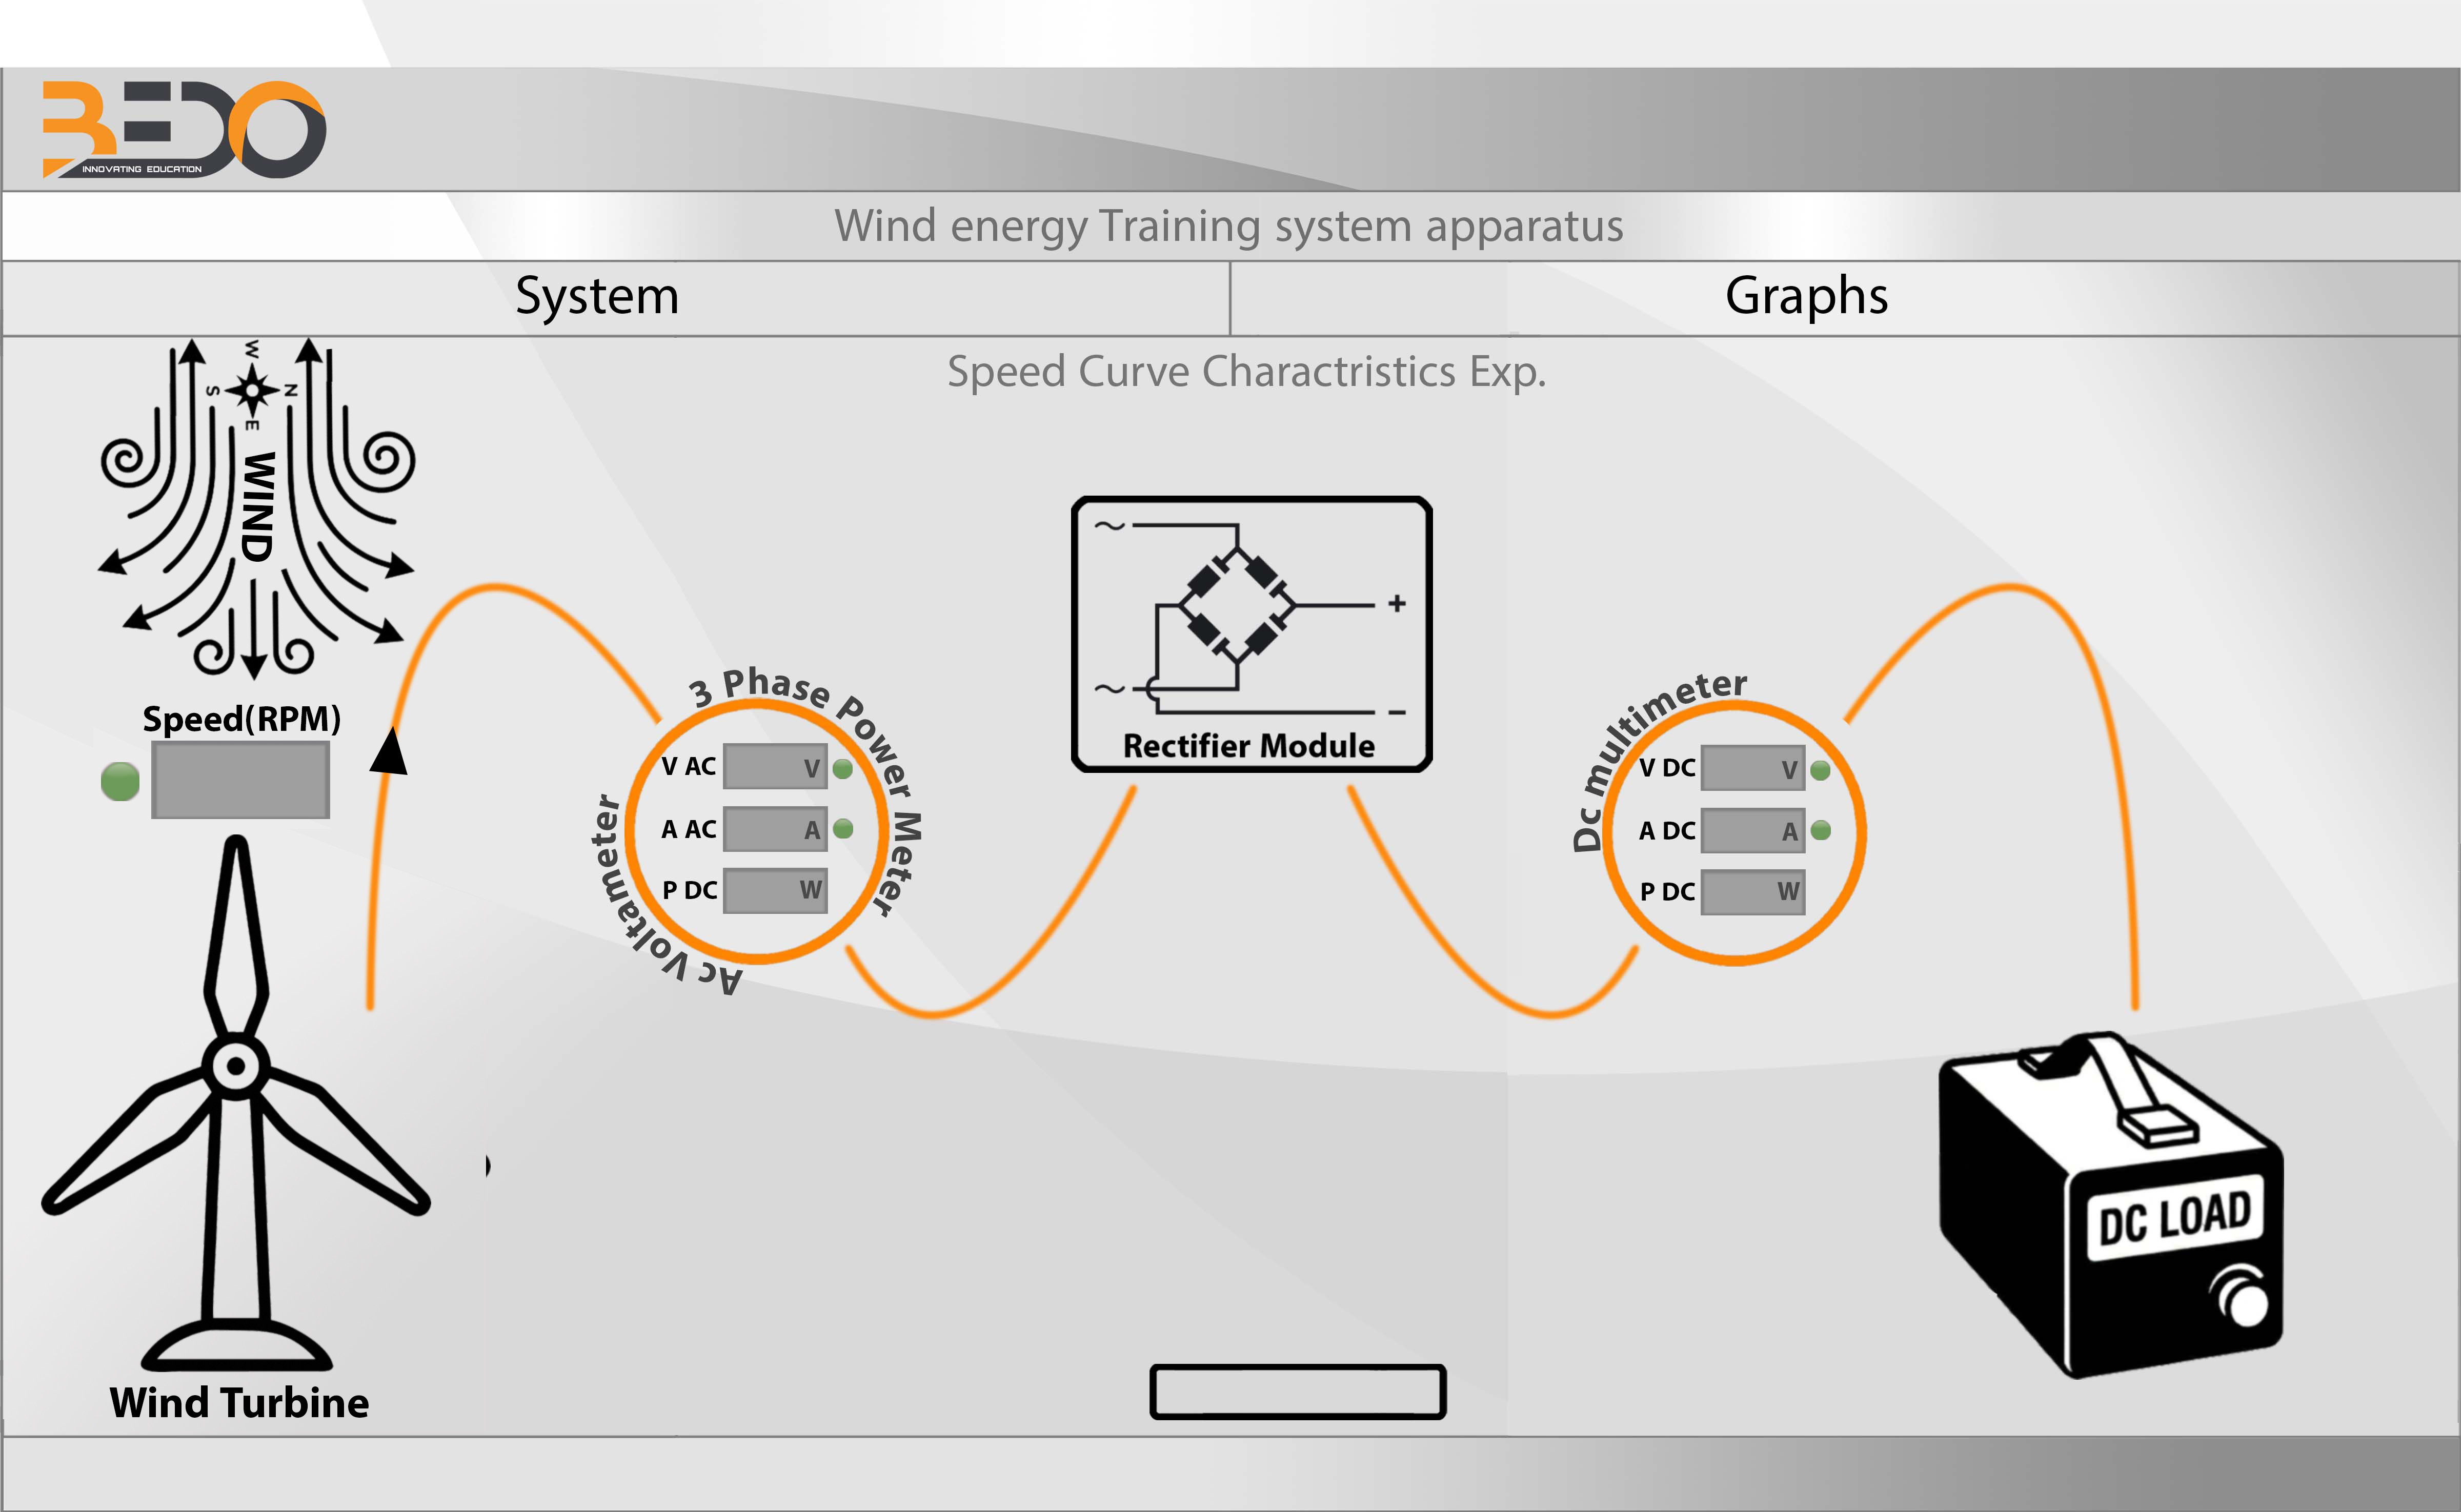 BEDO
INNOVATING EDUCATION
Wind energy Training system apparatus
System
Graphs
Speed Curve Charactristics Exp.
W
S
N
E
WIND
Speed(RPM)
3 Phase Power Meter
V AC
V
A AC
A
P DC
W
Ac Voltameter
+
−
Rectifier Module
Dc multimeter
V DC
V
A DC
A
P DC
W
DC LOAD
Wind Turbine